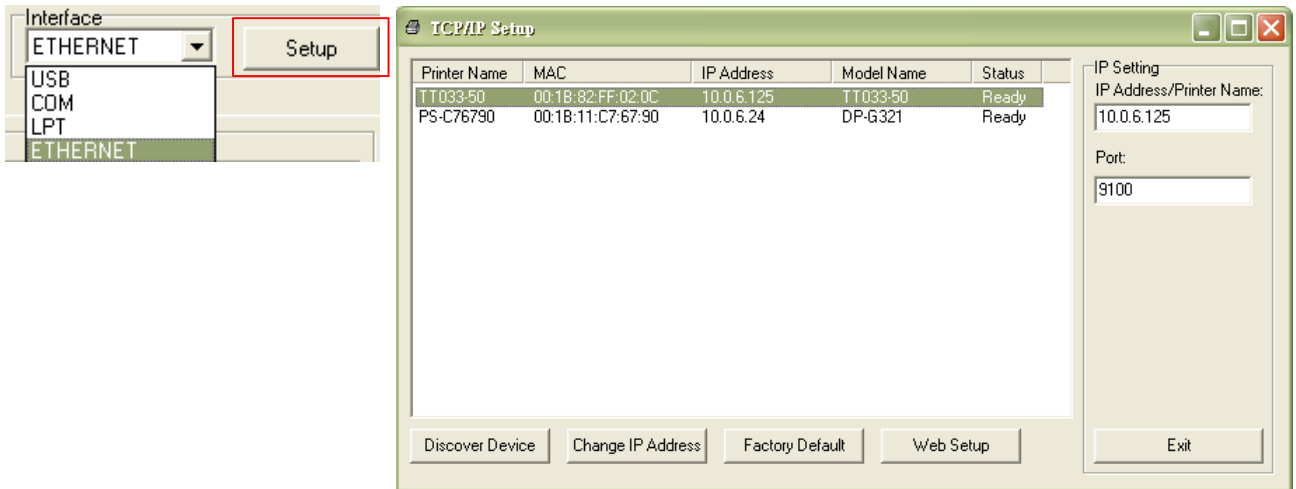 Interface
ETHERNET
Setup
USB
COM
LPT
ETHERNET
TCP/IP Setup
Printer Name MAC IP Address Model Name Status
TT033-50 00:1B:82:FF:02:0C 10.0.6.125 TT033-50 Ready
PS-C76790 00:1B:11:C7:67:90 10.0.6.24 DP-G321 Ready
IP Setting
IP Address/Printer Name:
10.0.6.125
Port:
9100
Discover Device Change IP Address Factory Default Web Setup Exit